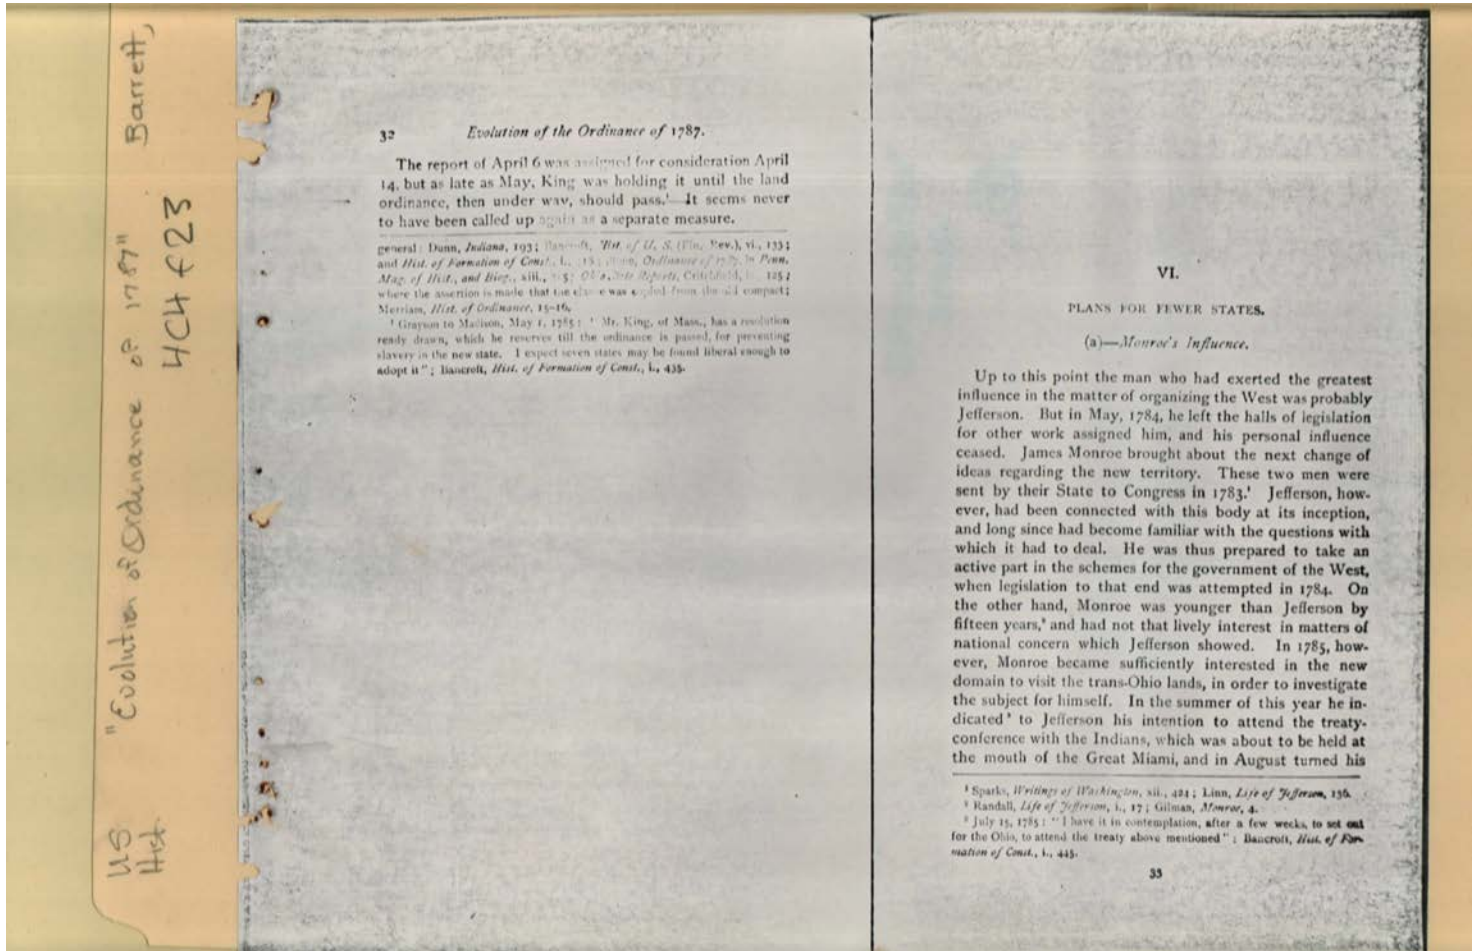 US Hist.
"Evolution of Ordinance of 1787" Barrett,
4C4 f23
32 Evolution of the Ordinance of 1787.
The report of April 6 was assigned for consideration April
14, but as late as May, King was holding it until the land
ordinance, then under way, should pass.¹ It seems never
to have been called up again as a separate measure.
general: Dunn, Indiana, 193; Bancroft, Hist. of U. S. (Fin. Rev.), vi., 133;
and Hist. of Formation of Const., i., Ordinance of 1787, in Penn.
Mag. of Hist., and Biog., xiii., Ohio, Reports, 125;
where the assertion is made that the clause was copied from the old compact;
Merriam, Hist. of Ordinance, 15-16.
¹ Grayson to Madison, May 1, 1785: " Mr. King, of Mass., has a resolution
ready drawn, which he reserves till the ordinance is passed, for preventing
slavery in the new state. I expect seven states may be found liberal enough to
adopt it"; Bancroft, Hist. of Formation of Const., i., 435.
VI.
PLANS FOR FEWER STATES.
(a)—Monroe's Influence.
Up to this point the man who had exerted the greatest
influence in the matter of organizing the West was probably
Jefferson. But in May, 1784, he left the halls of legislation
for other work assigned him, and his personal influence
ceased. James Monroe brought about the next change of
ideas regarding the new territory. These two men were
sent by their State to Congress in 1783.¹ Jefferson, how-
ever, had been connected with this body at its inception,
and long since had become familiar with the questions with
which it had to deal. He was thus prepared to take an
active part in the schemes for the government of the West,
when legislation to that end was attempted in 1784. On
the other hand, Monroe was younger than Jefferson by
fifteen years,² and had not that lively interest in matters of
national concern which Jefferson showed. In 1785, how-
ever, Monroe became sufficiently interested in the new
domain to visit the trans-Ohio lands, in order to investigate
the subject for himself. In the summer of this year he in-
dicated³ to Jefferson his intention to attend the treaty-
conference with the Indians, which was about to be held at
the mouth of the Great Miami, and in August turned his
¹ Sparks, Writings of Washington, xii., 424; Linn, Life of Jefferson, 136.
² Randall, Life of Jefferson, i., 17; Gilman, Monroe, 4.
³ July 15, 1785: "I have it in contemplation, after a few weeks, to set out
for the Ohio, to attend the treaty above mentioned"; Bancroft, Hist. of For-
mation of Const., i., 445.
33